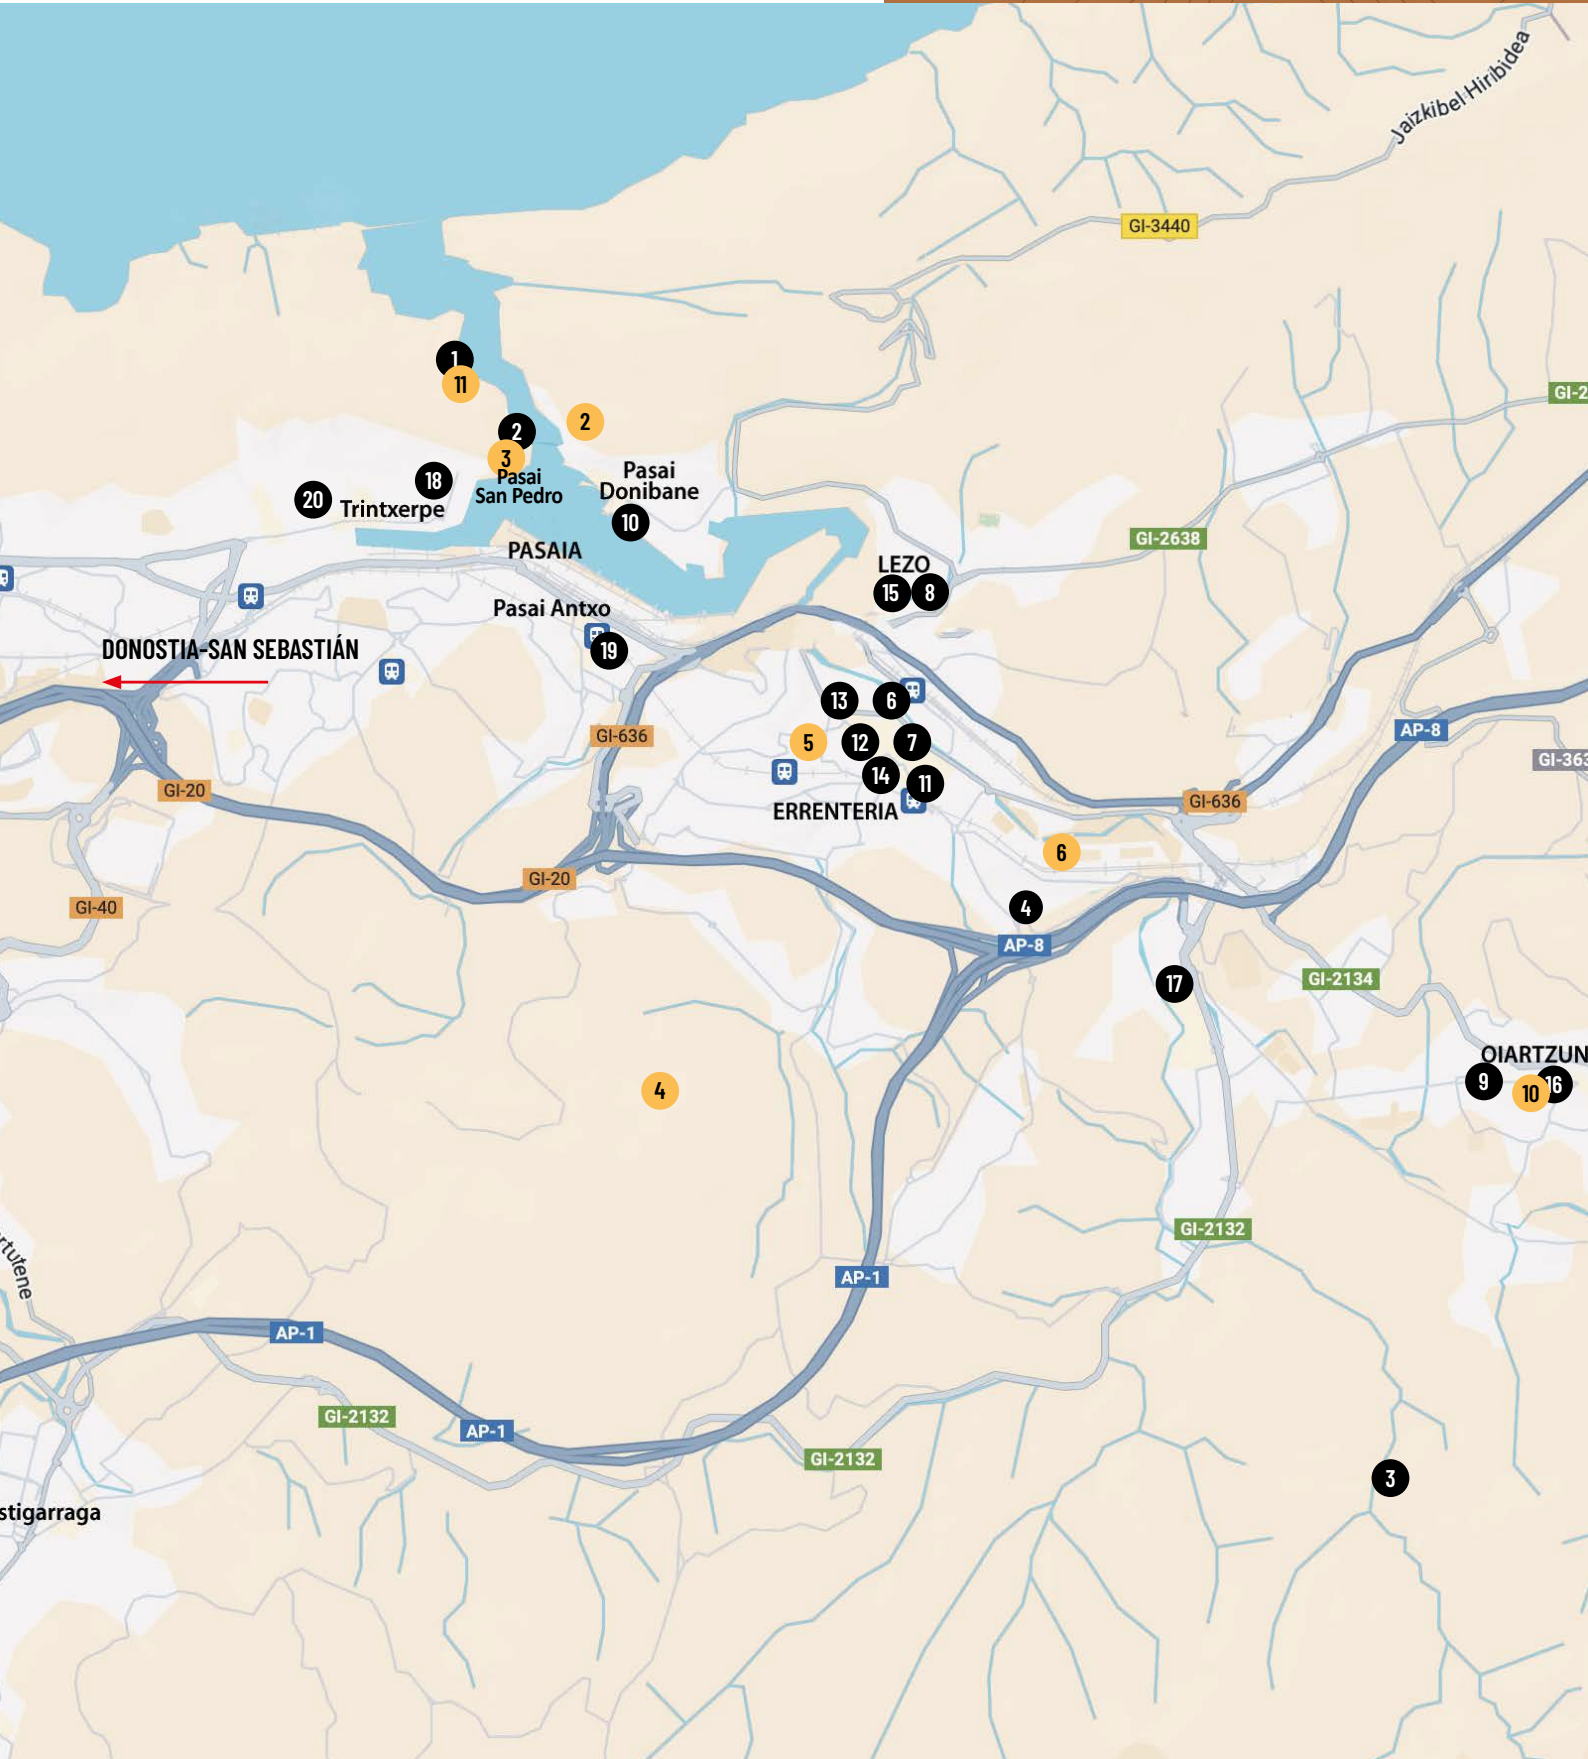 Jaizkibel Hiribidea
GI-3440
1
11
GI-2
2
2
3
Pasai
San Pedro
18
20
Trintxerpe
Pasai
Donibane
10
GI-2638
PASAIA
LEZO
15
8
Pasai Antxo
19
DONOSTIA-SAN SEBASTIÁN
13
6
GI-636
5
12
7
AP-8
GI-363
14
11
GI-20
ERRENTERIA
GI-636
6
GI-20
GI-40
4
AP-8
17
GI-2134
OIARTZUN
9
10
16
4
GI-2132
rtutene
AP-1
AP-1
GI-2132
AP-1
GI-2132
3
stigarraga